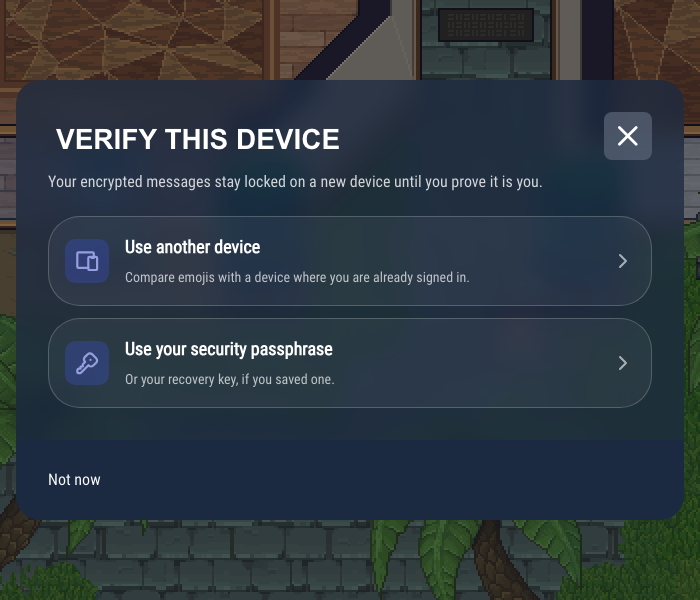 VERIFY THIS DEVICE
Your encrypted messages stay locked on a new device until you prove it is you.
Use another device
Compare emojis with a device where you are already signed in.
Use your security passphrase
Or your recovery key, if you saved one.
Not now